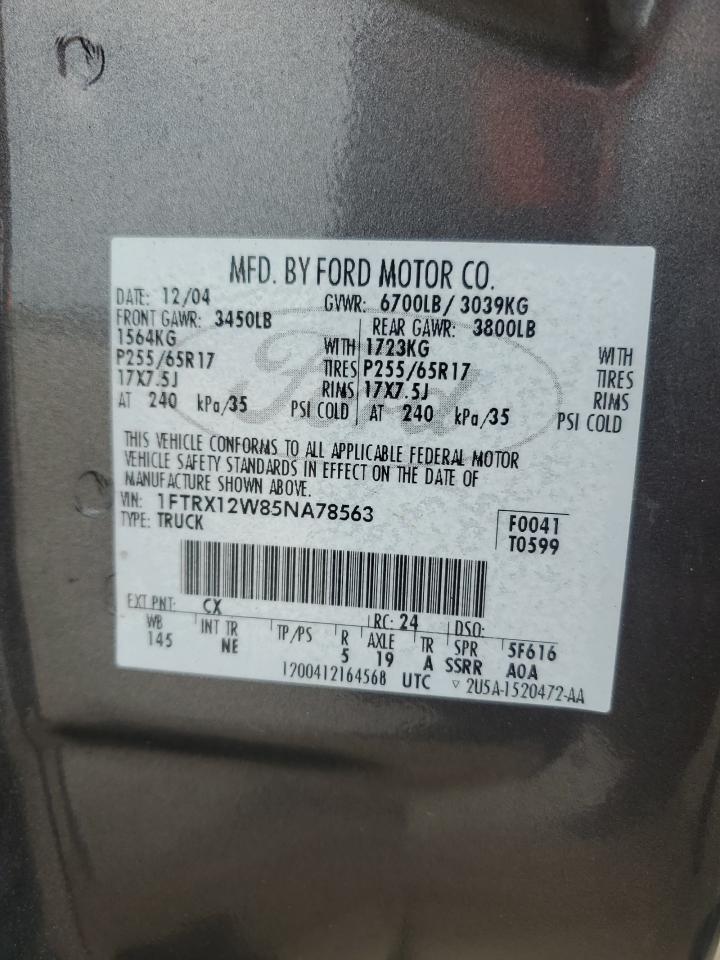 MFD. BY FORD MOTOR CO.
DATE: 12/04 GVWR: 6700LB / 3039KG
FRONT GAWR: 3450LB REAR GAWR: 3800LB
1564KG WITH 1723KG WITH
P255/65R17 TIRES P255/65R17 TIRES
17X7.5J RIMS 17X7.5J RIMS
AT 240 kPa/35 PSI COLD AT 240 kPa/35 PSI COLD
Ford
THIS VEHICLE CONFORMS TO ALL APPLICABLE FEDERAL MOTOR
VEHICLE SAFETY STANDARDS IN EFFECT ON THE DATE OF
MANUFACTURE SHOWN ABOVE.
VIN: 1FTRX12W85NA78563
TYPE: TRUCK
F0041
T0599
EXT PNT: CX RC: 24 DSO:
WB INT TR TP/PS R AXLE TR SPR 5F616
145 NE 5 19 A SSRR A0A
1200412164568 UTC ▽ 2U5A-1520472-AA